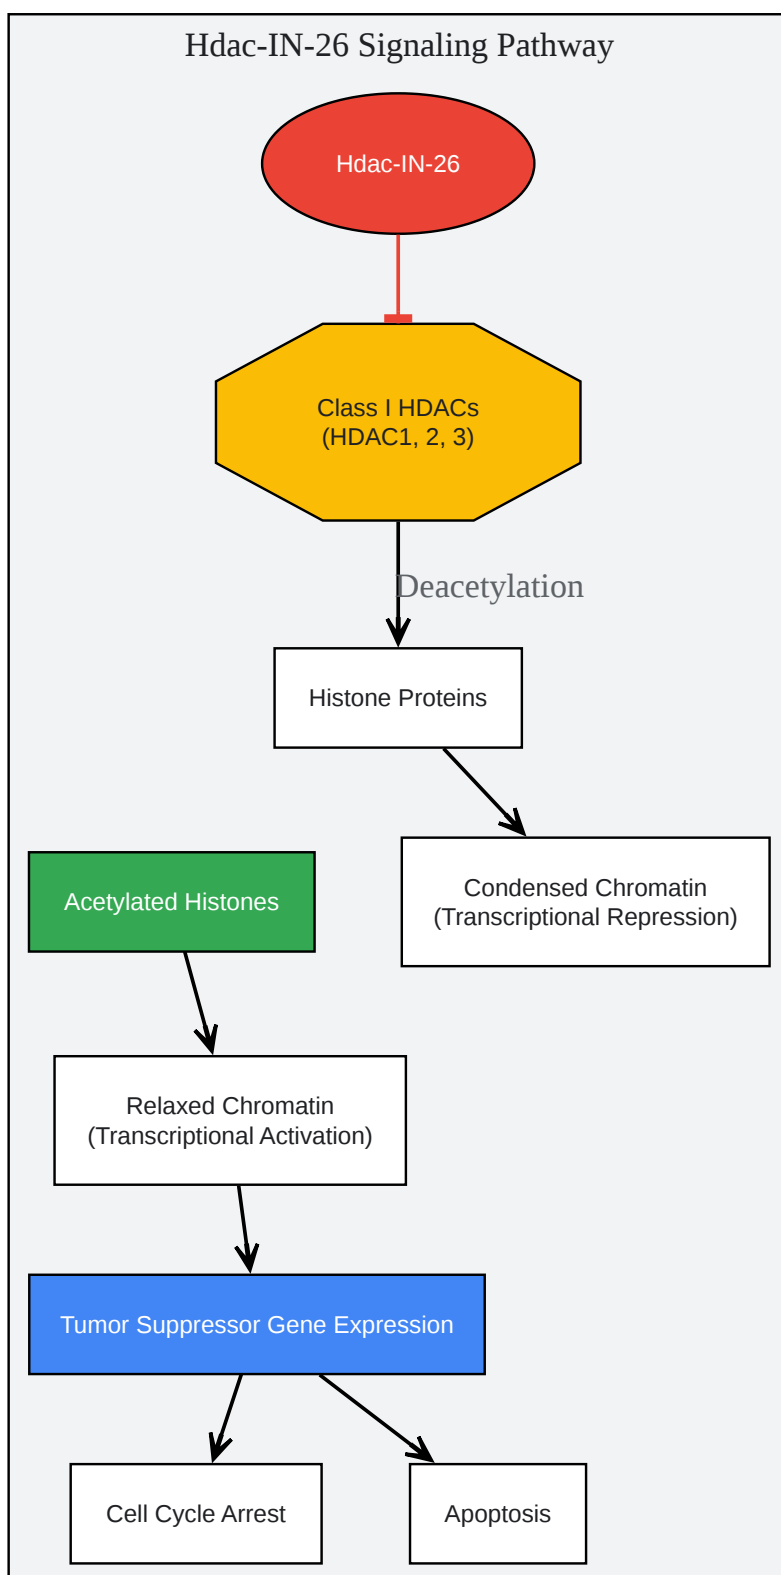 Hdac-IN-26 Signaling Pathway
Hdac-IN-26
Class I HDACs
(HDAC1, 2, 3)
Deacetylation
Histone Proteins
Acetylated Histones
Condensed Chromatin
(Transcriptional Repression)
Relaxed Chromatin
(Transcriptional Activation)
Tumor Suppressor Gene Expression
Cell Cycle Arrest
Apoptosis